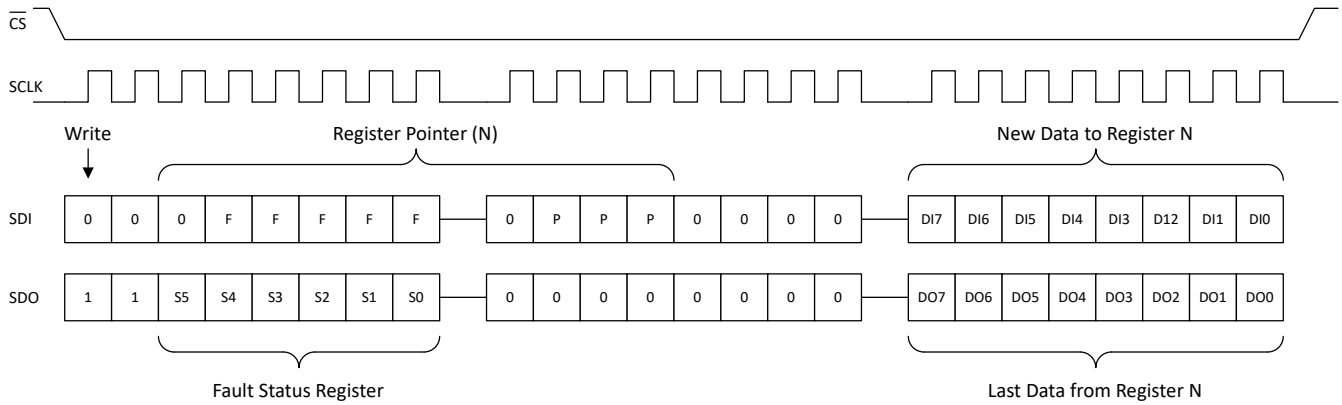 CS
SCLK
Write Register Pointer (N) New Data to Register N
SDI 0 0 0 F F F F F 0 P P P 0 0 0 0 DI7 DI6 DI5 DI4 DI3 D12 DI1 DI0
SDO 1 1 S5 S4 S3 S2 S1 S0 0 0 0 0 0 0 0 0 DO7 DO6 DO5 DO4 DO3 DO2 DO1 DO0
Fault Status Register Last Data from Register N